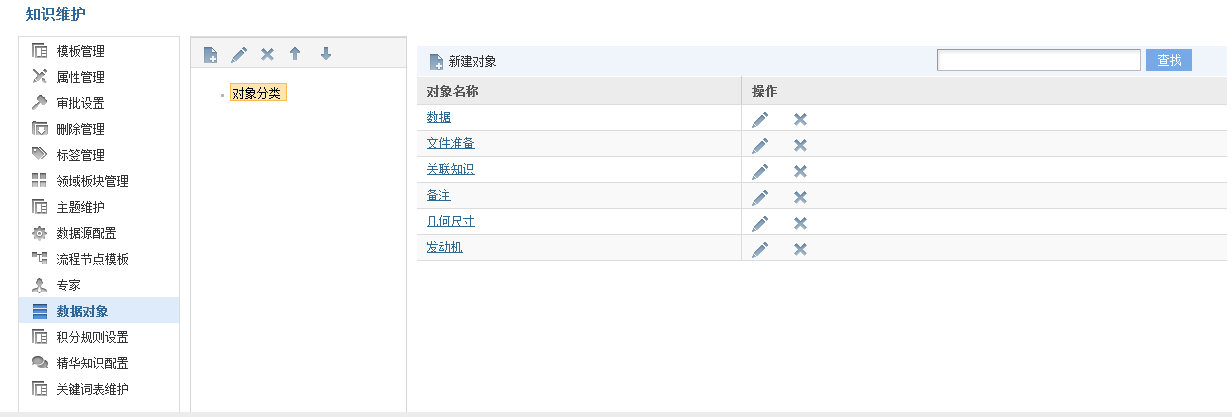 知识维护
模板管理
属性管理
审批设置
删除管理
标签管理
领域板块管理
主题维护
数据源配置
流程节点模板
专家
数据对象
积分规则设置
精华知识配置
关键词表维护
对象分类
新建对象 查找
对象名称 操作
数据
文件准备
关联知识
备注
几何尺寸
发动机